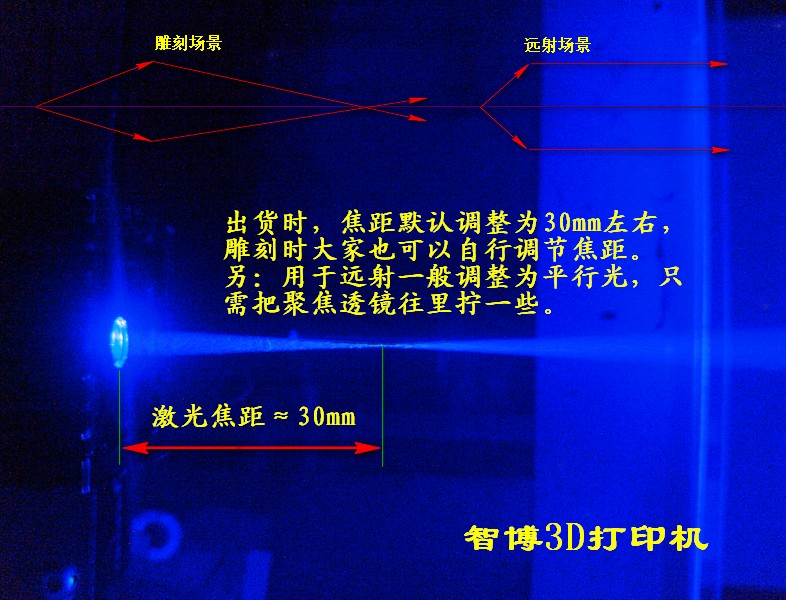 雕刻场景
远射场景
出货时，焦距默认调整为30mm左右，
雕刻时大家也可以自行调节焦距。
另：用于远射一般调整为平行光，只
需把聚焦透镜往里拧一些。
激光焦距≈30mm
智博3D打印机